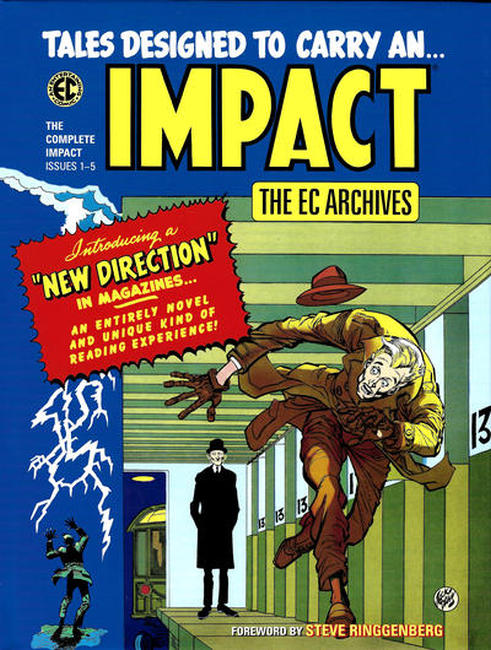 TALES DESIGNED TO CARRY AN...
IMPACT
EC
THE
COMPLETE
IMPACT
ISSUES 1–5
THE EC ARCHIVES
Introducing a
"NEW DIRECTION"
IN MAGAZINES...
AN ENTIRELY NOVEL
AND UNIQUE KIND OF
READING EXPERIENCE!
13
13
13
13
FOREWORD BY STEVE RINGGENBERG